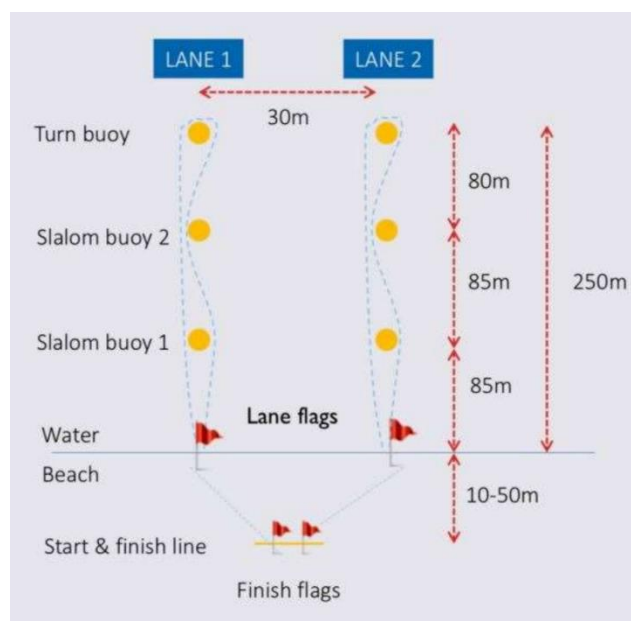 LANE 1
LANE 2
30m
Turn buoy
80m
Slalom buoy 2
85m
250m
Slalom buoy 1
85m
Lane flags
Water
Beach
10-50m
Start & finish line
Finish flags